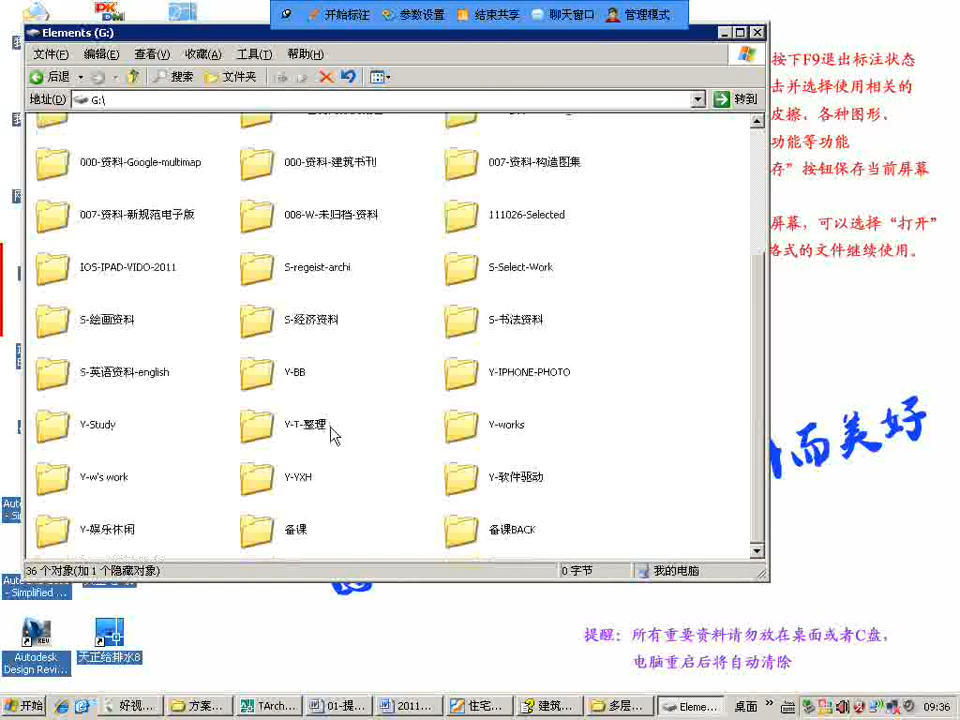 开始标注 参数设置 结束共享 聊天窗口 管理模式
Elements (G:)
文件(F) 编辑(E) 查看(V) 收藏(A) 工具(T) 帮助(H)
后退 搜索 文件夹
地址(D) G:\ 转到
000-资料-Google-multimap 000-资料-建筑书刊 007-资料-构造图集
007-资料-新规范电子版 008-W-未归档-资料 111026-Selected
IOS-IPAD-VIDO-2011 S-regeist-archi S-Select-Work
S-绘画资料 S-经济资料 S-书法资料
S-英语资料-english Y-BB Y-IPHONE-PHOTO
Y-Study Y-T-整理 Y-works
Y-w's work Y-YXH Y-软件驱动
Y-娱乐休闲 备课 备课BACK
36 个对象(加 1 个隐藏对象) 0 字节 我的电脑
按下F9退出标注状态
击并选择使用相关的
皮擦、各种图形、
功能等功能
存”按钮保存当前屏幕
屏幕，可以选择“打开”
格式的文件继续使用。
而美好
- Simplified ...
Autodesk
Design Revi...
天正给排水8
提醒：所有重要资料请勿放在桌面或者C盘，
电脑重启后将自动清除
开始 好视... 方案... TArch... 01-提... 2011... 住宅... 建筑... 多层... Eleme... 桌面 » 09:36